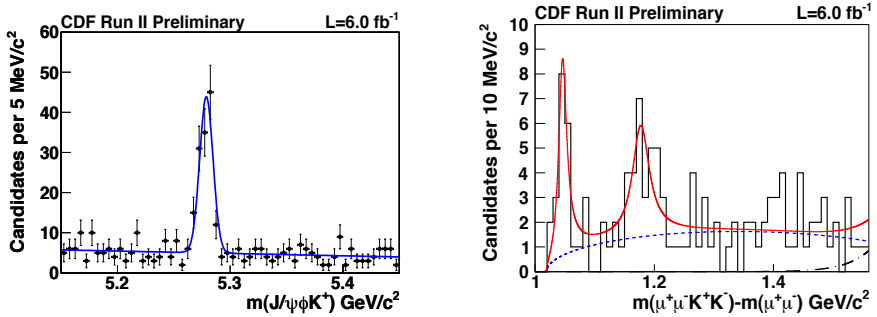 CDF Run II Preliminary L=6.0 fb⁻¹
Candidates per 5 MeV/c²
60
50
40
30
20
10
0
5.2 5.3 5.4
m(J/ψϕK⁺) GeV/c²
CDF Run II Preliminary L=6.0 fb⁻¹
Candidates per 10 MeV/c²
10
9
8
7
6
5
4
3
2
1
0
1 1.2 1.4
m(μ⁺μ⁻K⁺K⁻)-m(μ⁺μ⁻) GeV/c²